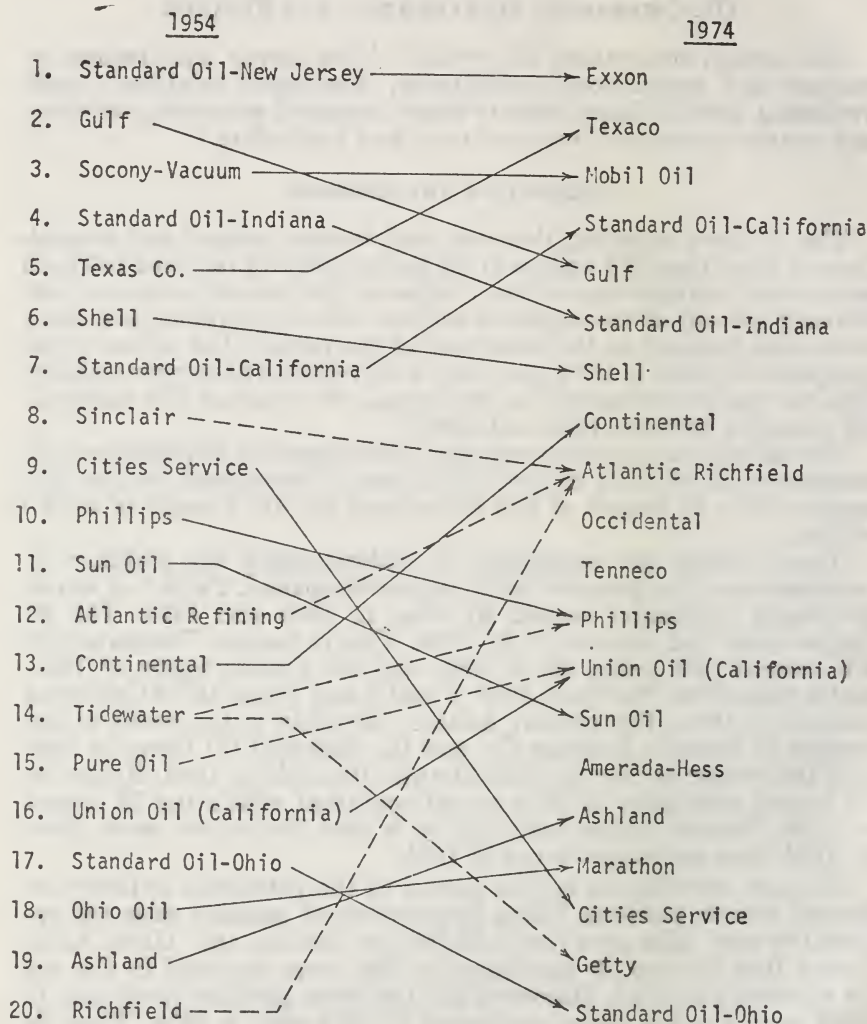 1954 1974
1. Standard Oil-New Jersey Exxon
2. Gulf Texaco
3. Socony-Vacuum Mobil Oil
4. Standard Oil-Indiana Standard Oil-California
5. Texas Co. Gulf
6. Shell Standard Oil-Indiana
7. Standard Oil-California Shell
8. Sinclair Continental
9. Cities Service Atlantic Richfield
10. Phillips Occidental
11. Sun Oil Tenneco
12. Atlantic Refining Phillips
13. Continental Union Oil (California)
14. Tidewater Sun Oil
15. Pure Oil Amerada-Hess
16. Union Oil (California) Ashland
17. Standard Oil-Ohio Marathon
18. Ohio Oil Cities Service
19. Ashland Getty
20. Richfield Standard Oil-Ohio